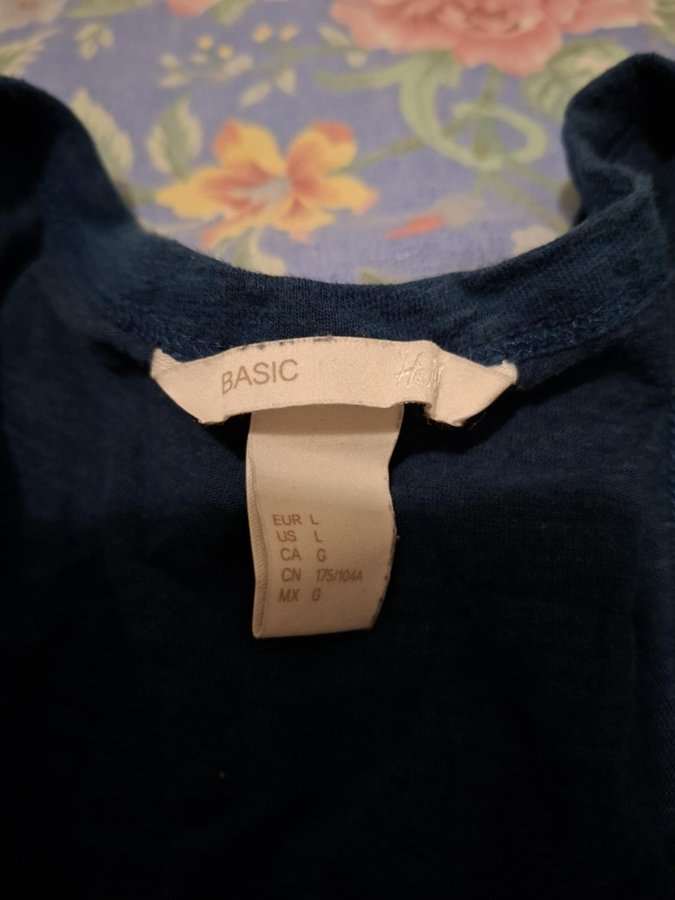 BASIC
H&M
EUR L
US L
CA G
CN 175/104A
MX G